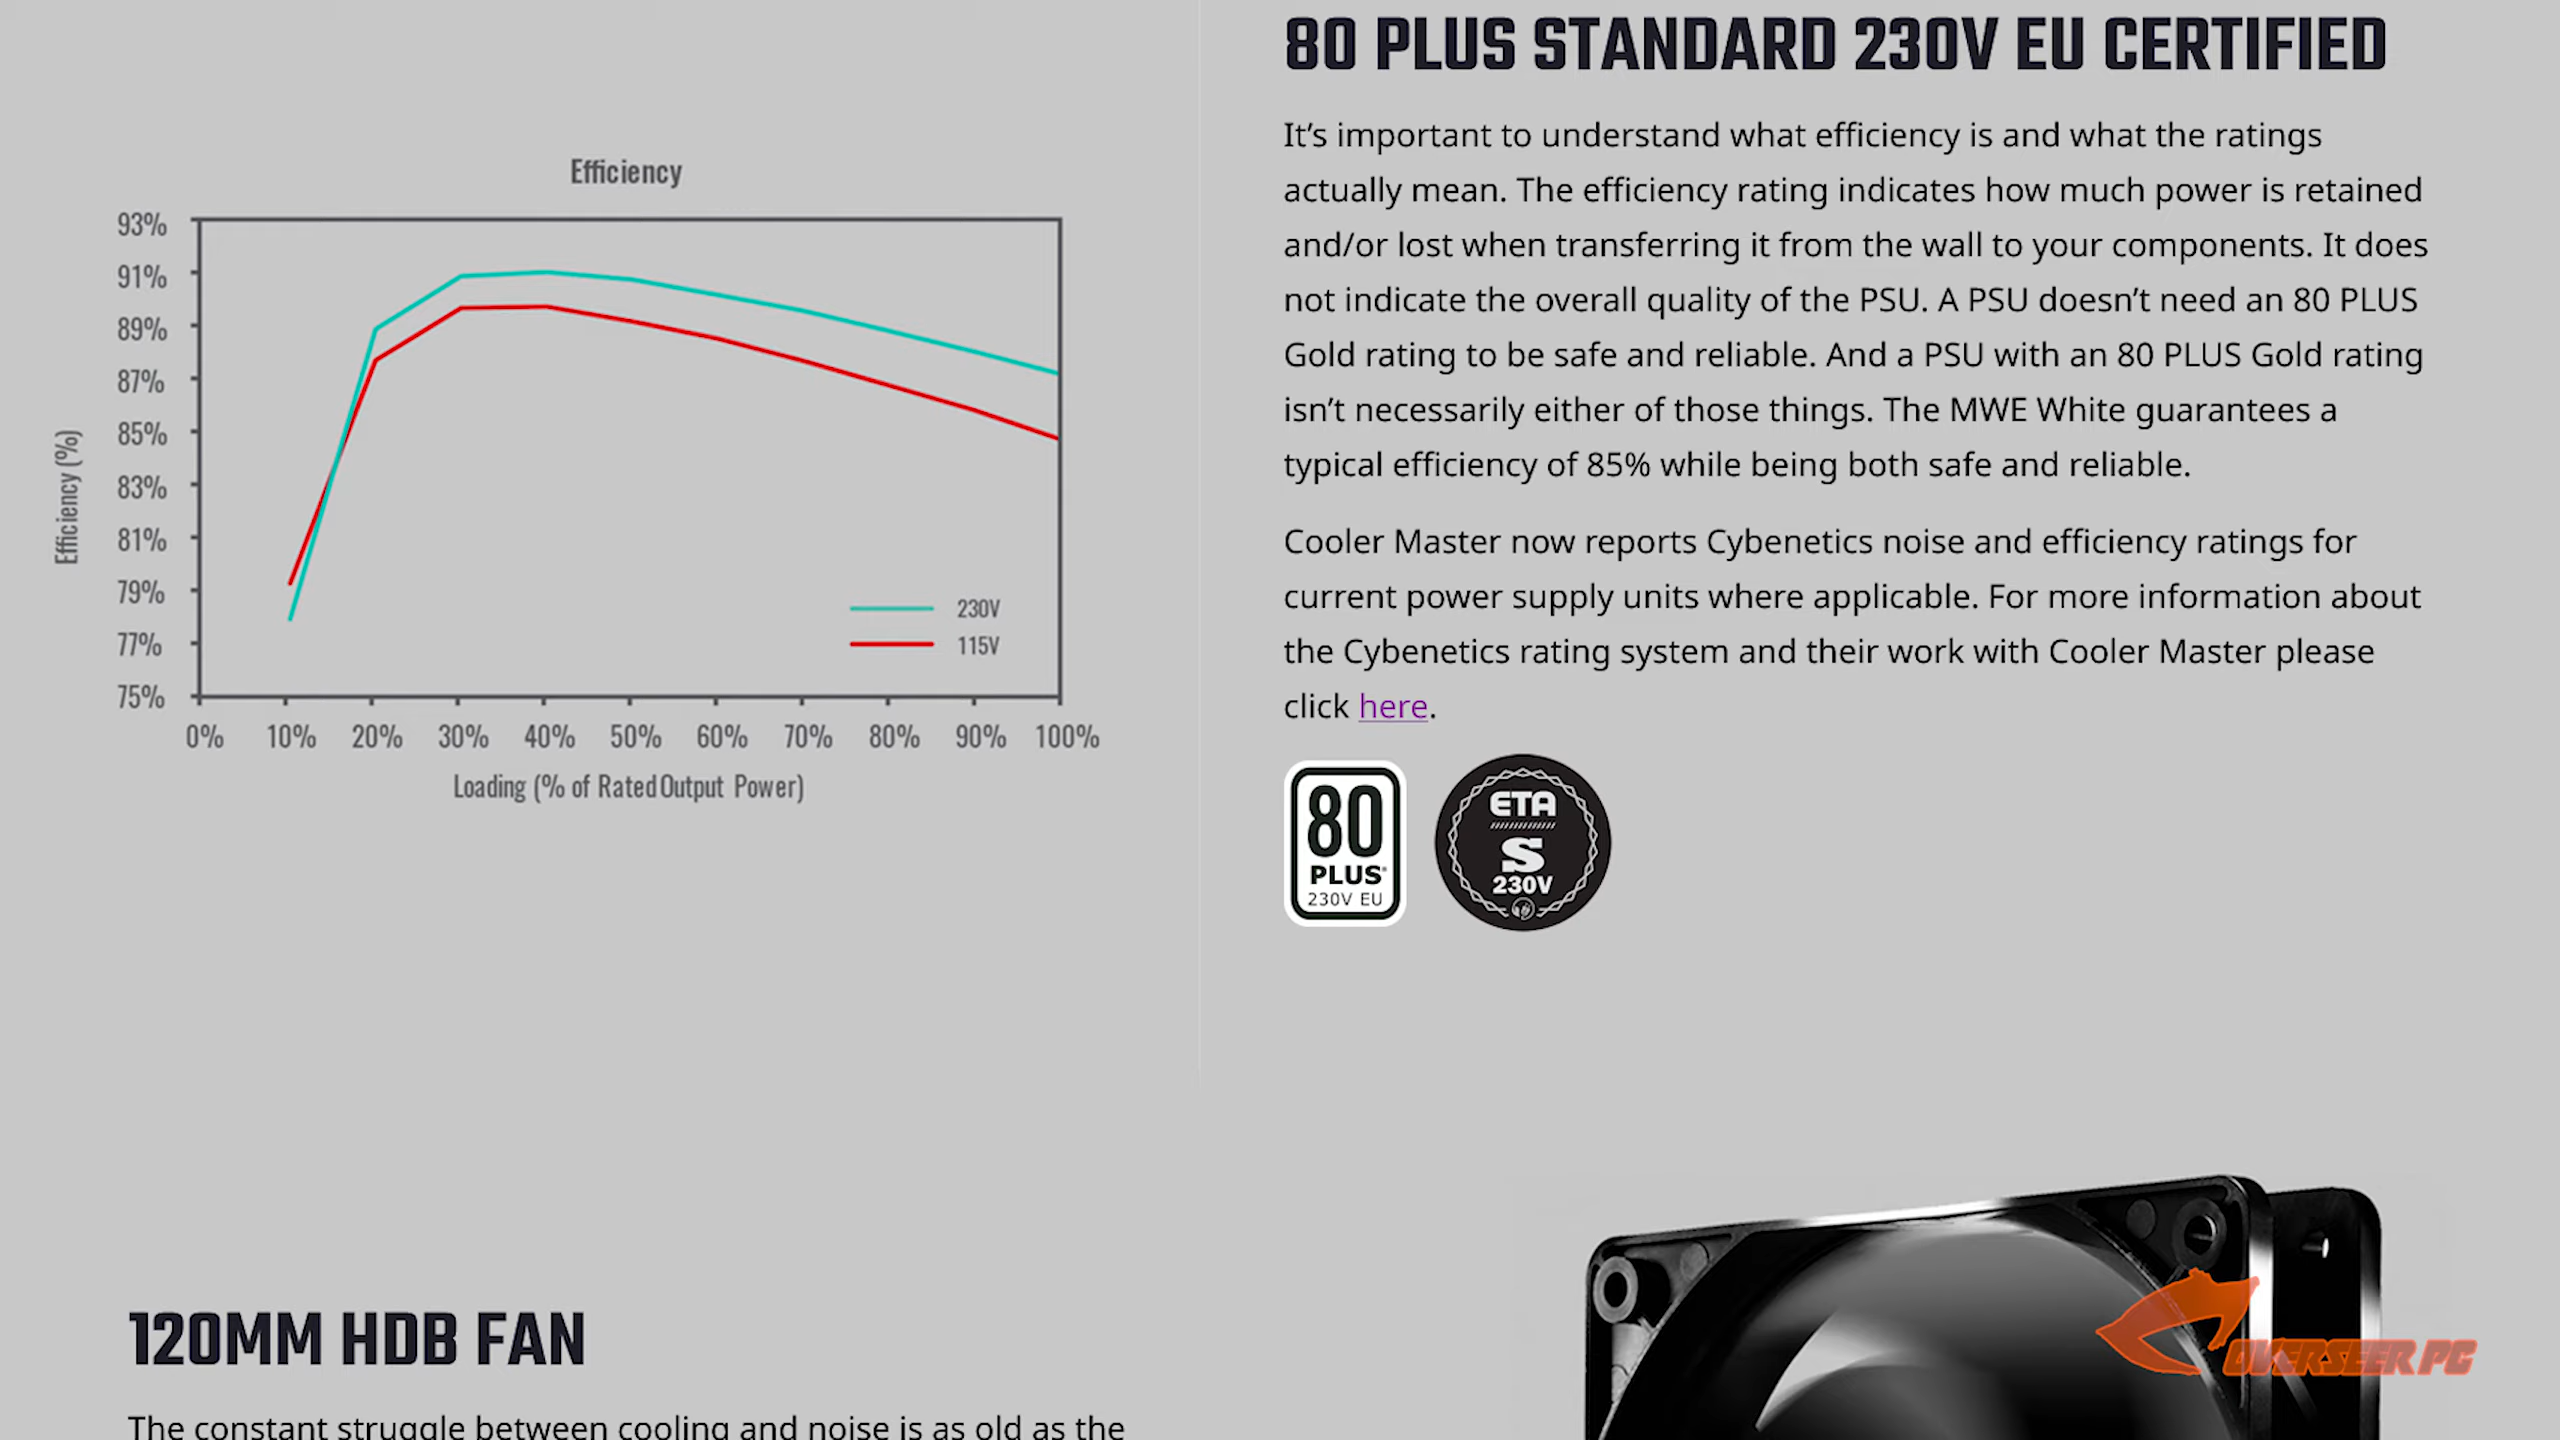 80 PLUS STANDARD 230V EU CERTIFIED
It’s important to understand what efficiency is and what the ratings
actually mean. The efficiency rating indicates how much power is retained
and/or lost when transferring it from the wall to your components. It does
not indicate the overall quality of the PSU. A PSU doesn’t need an 80 PLUS
Gold rating to be safe and reliable. And a PSU with an 80 PLUS Gold rating
isn’t necessarily either of those things. The MWE White guarantees a
typical efficiency of 85% while being both safe and reliable.
Cooler Master now reports Cybenetics noise and efficiency ratings for
current power supply units where applicable. For more information about
the Cybenetics rating system and their work with Cooler Master please
click here.
80
PLUS®
230V EU
ETA
S
230V
Efficiency
93%
91%
89%
87%
85%
83%
81%
79%
77%
75%
Efficiency (%)
230V
115V
0% 10% 20% 30% 40% 50% 60% 70% 80% 90% 100%
Loading (% of Rated Output Power)
120MM HDB FAN
The constant struggle between cooling and noise is as old as the
OVERSEER PC